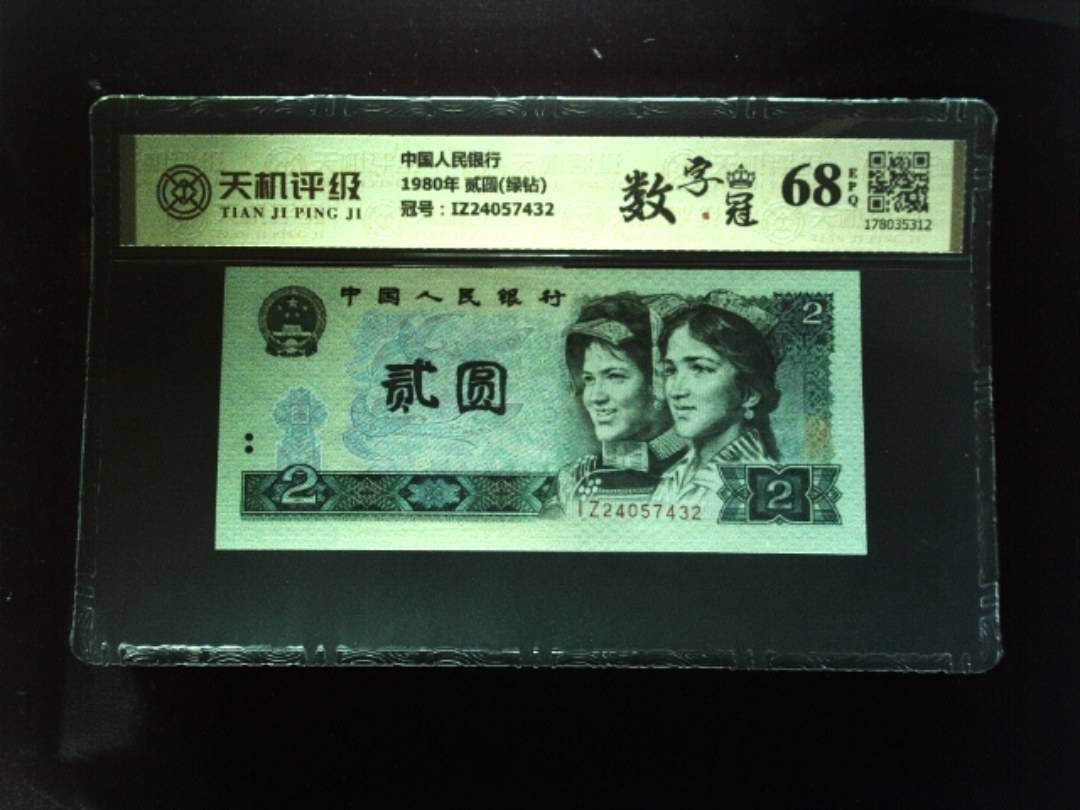 天机评级
TIAN JI PING JI
中国人民银行
1980年 贰圆(绿钻)
冠号：IZ24057432
数字冠
68
EPQ
178035312
中国人民银行
贰圆
2
2
2
IZ24057432